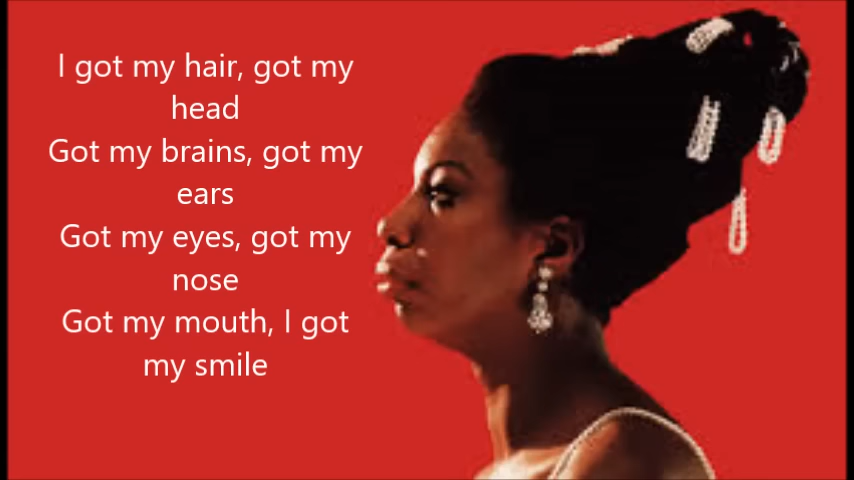 I got my hair, got my
head
Got my brains, got my
ears
Got my eyes, got my
nose
Got my mouth, I got
my smile